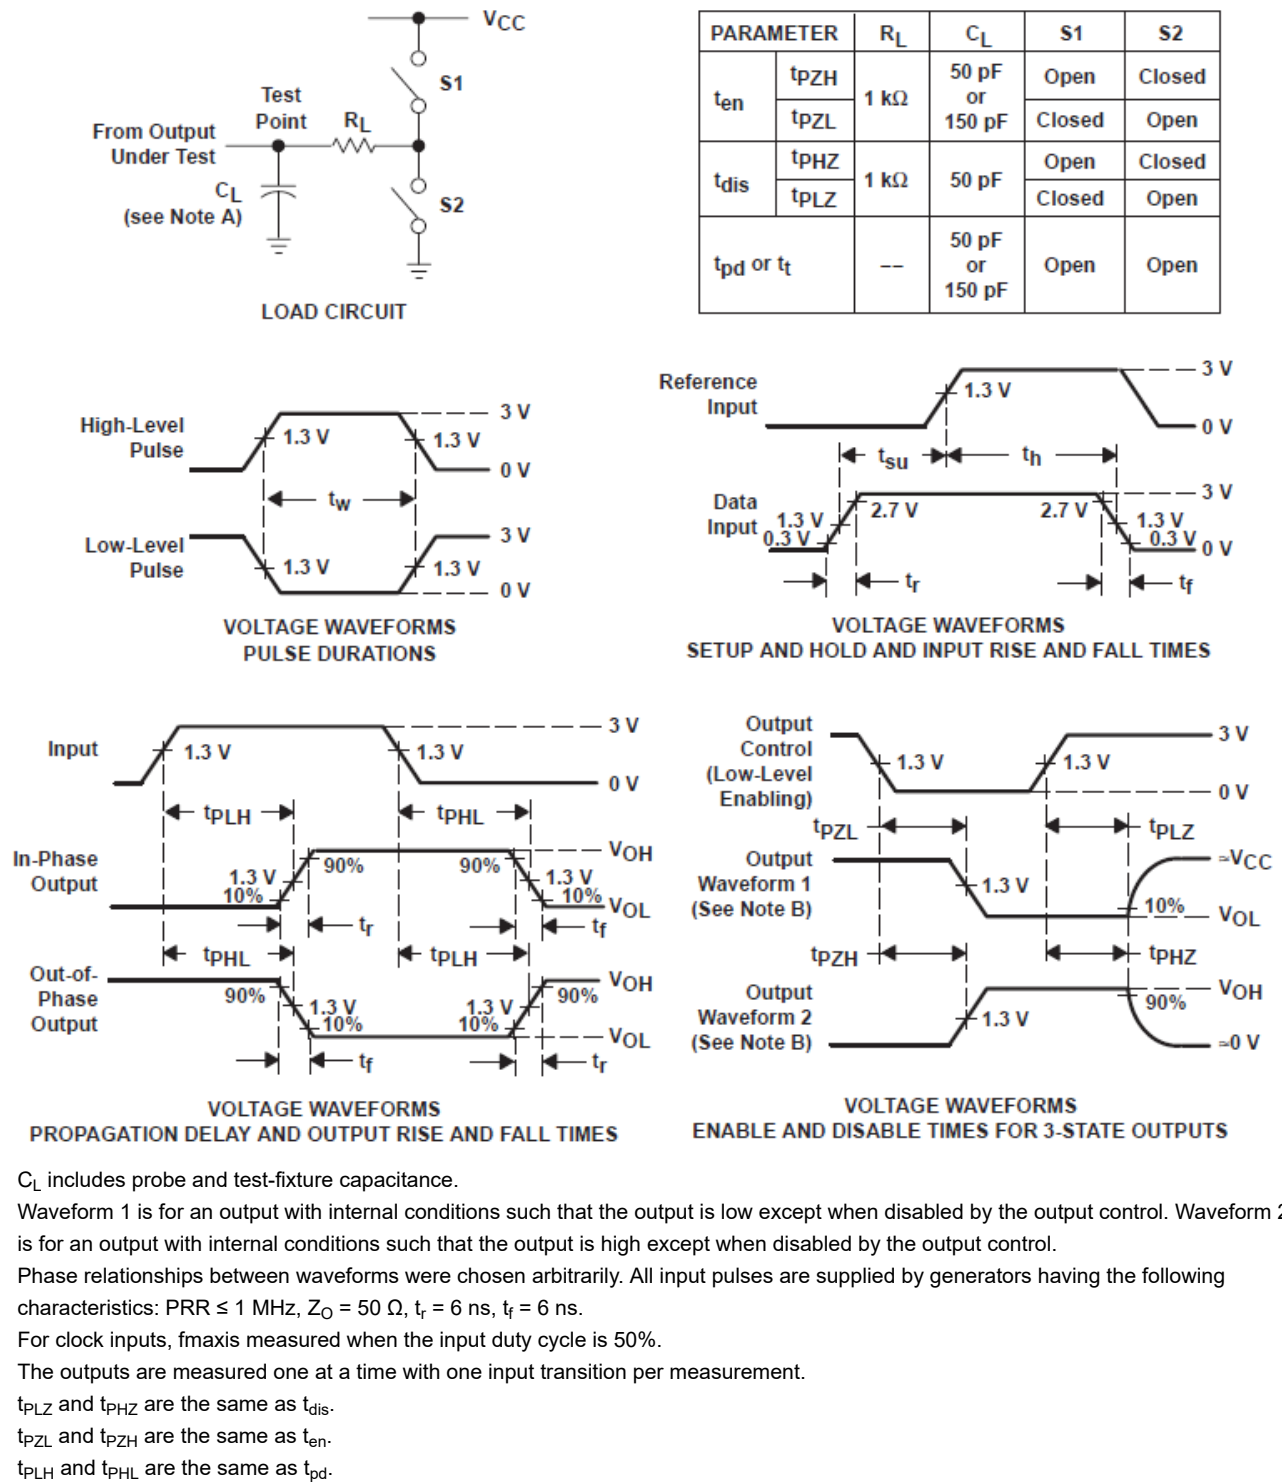 VCC
S1
Test
Point
RL
From Output
Under Test
CL
(see Note A)
S2
LOAD CIRCUIT
PARAMETER RL CL S1 S2
ten tPZH 1 kΩ 50 pF or 150 pF Open Closed
tPZL Closed Open
tdis tPHZ 1 kΩ 50 pF Open Closed
tPLZ Closed Open
tpd or tt –– 50 pF or 150 pF Open Open
High-Level
Pulse
1.3 V 1.3 V
3 V
0 V
tw
Low-Level
Pulse
1.3 V 1.3 V
3 V
0 V
VOLTAGE WAVEFORMS
PULSE DURATIONS
Reference
Input
1.3 V
3 V
0 V
tsu th
Data
Input
1.3 V
0.3 V
2.7 V 2.7 V
3 V
1.3 V
0.3 V
0 V
tr tf
VOLTAGE WAVEFORMS
SETUP AND HOLD AND INPUT RISE AND FALL TIMES
Input
1.3 V 1.3 V
3 V
0 V
tPLH tPHL
In-Phase
Output
1.3 V
10%
90% 90%
1.3 V
10%
VOH
VOL
tr tf
tPHL tPLH
Out-of-
Phase
Output
90%
1.3 V
10%
1.3 V
10%
90%
VOH
VOL
tf tr
VOLTAGE WAVEFORMS
PROPAGATION DELAY AND OUTPUT RISE AND FALL TIMES
Output
Control
(Low-Level
Enabling)
1.3 V 1.3 V
3 V
0 V
tPZL tPLZ
Output
Waveform 1
(See Note B)
1.3 V
10%
≈VCC
VOL
tPZH tPHZ
Output
Waveform 2
(See Note B)
1.3 V
90%
VOH
≈0 V
VOLTAGE WAVEFORMS
ENABLE AND DISABLE TIMES FOR 3-STATE OUTPUTS
CL includes probe and test-fixture capacitance.
Waveform 1 is for an output with internal conditions such that the output is low except when disabled by the output control. Waveform 2
is for an output with internal conditions such that the output is high except when disabled by the output control.
Phase relationships between waveforms were chosen arbitrarily. All input pulses are supplied by generators having the following
characteristics: PRR ≤ 1 MHz, ZO = 50 Ω, tr = 6 ns, tf = 6 ns.
For clock inputs, fmaxis measured when the input duty cycle is 50%.
The outputs are measured one at a time with one input transition per measurement.
tPLZ and tPHZ are the same as tdis.
tPZL and tPZH are the same as ten.
tPLH and tPHL are the same as tpd.